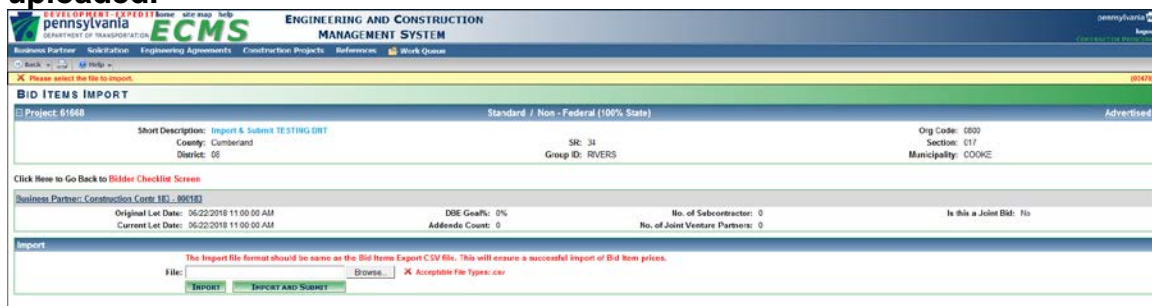 uploaded.
DEVELOPMENT-EXPEDIT home site map help
pennsylvania
DEPARTMENT OF TRANSPORTATION
ECMS
ENGINEERING AND CONSTRUCTION
MANAGEMENT SYSTEM
pennsylvania
Business Partner Solicitation Engineering Agreements Construction Projects References Work Queue
Back Help
Please select the file to import.
BID ITEMS IMPORT
Project: 61668 Standard / Non - Federal (100% State) Advertised
Short Description: Import & Submit TESTING DNT Org Code: 0800
County: Cumberland SR: 34 Section: 017
District: 08 Group ID: RIVERS Municipality: COOKE
Click Here to Go Back to Bidder Checklist Screen
Business Partner: Construction Contr 183 - 000183
Original Let Date: 06/22/2018 11:00:00 AM DBE Goal%: 0% No. of Subcontractor: 0 Is this a Joint Bid: No
Current Let Date: 06/22/2018 11:00:00 AM Addenda Count: 0 No. of Joint Venture Partners: 0
Import
The Import file format should be same as the Bid Items Export CSV file. This will ensure a successful import of Bid Item prices.
File: Browse... Acceptable File Types: .csv
IMPORT IMPORT AND SUBMIT